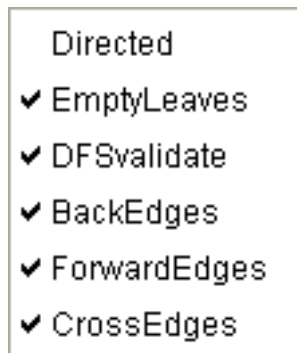 Directed
EmptyLeaves
DFSvalidate
BackEdges
ForwardEdges
CrossEdges